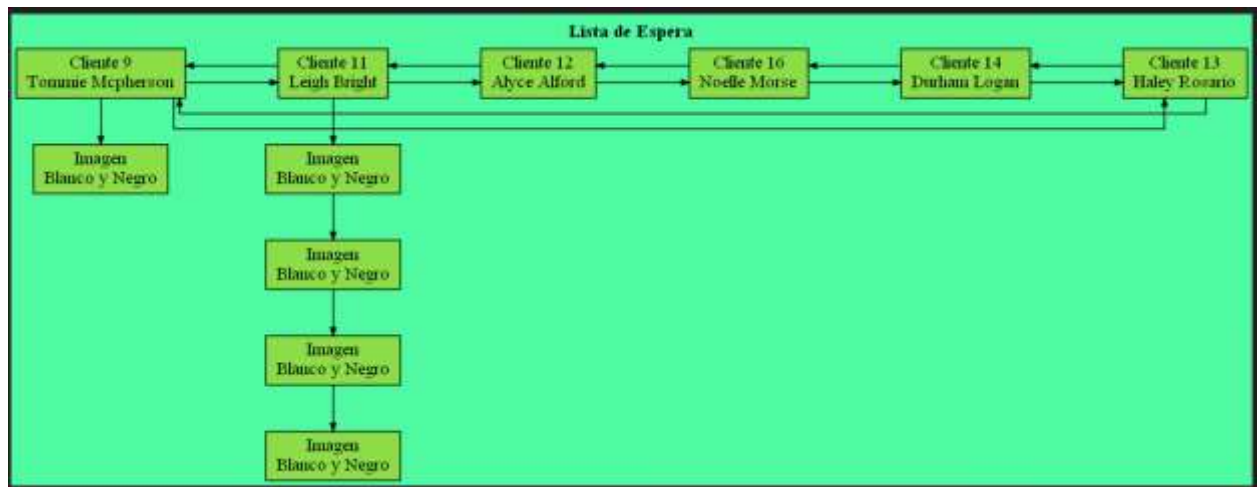 Lista de Espera
Cliente 9
Tommie Mcpherson
Cliente 11
Leigh Bright
Cliente 12
Alyce Alford
Cliente 16
Noelle Morse
Cliente 14
Durham Logan
Cliente 13
Haley Rosario
Imagen
Blanco y Negro
Imagen
Blanco y Negro
Imagen
Blanco y Negro
Imagen
Blanco y Negro
Imagen
Blanco y Negro